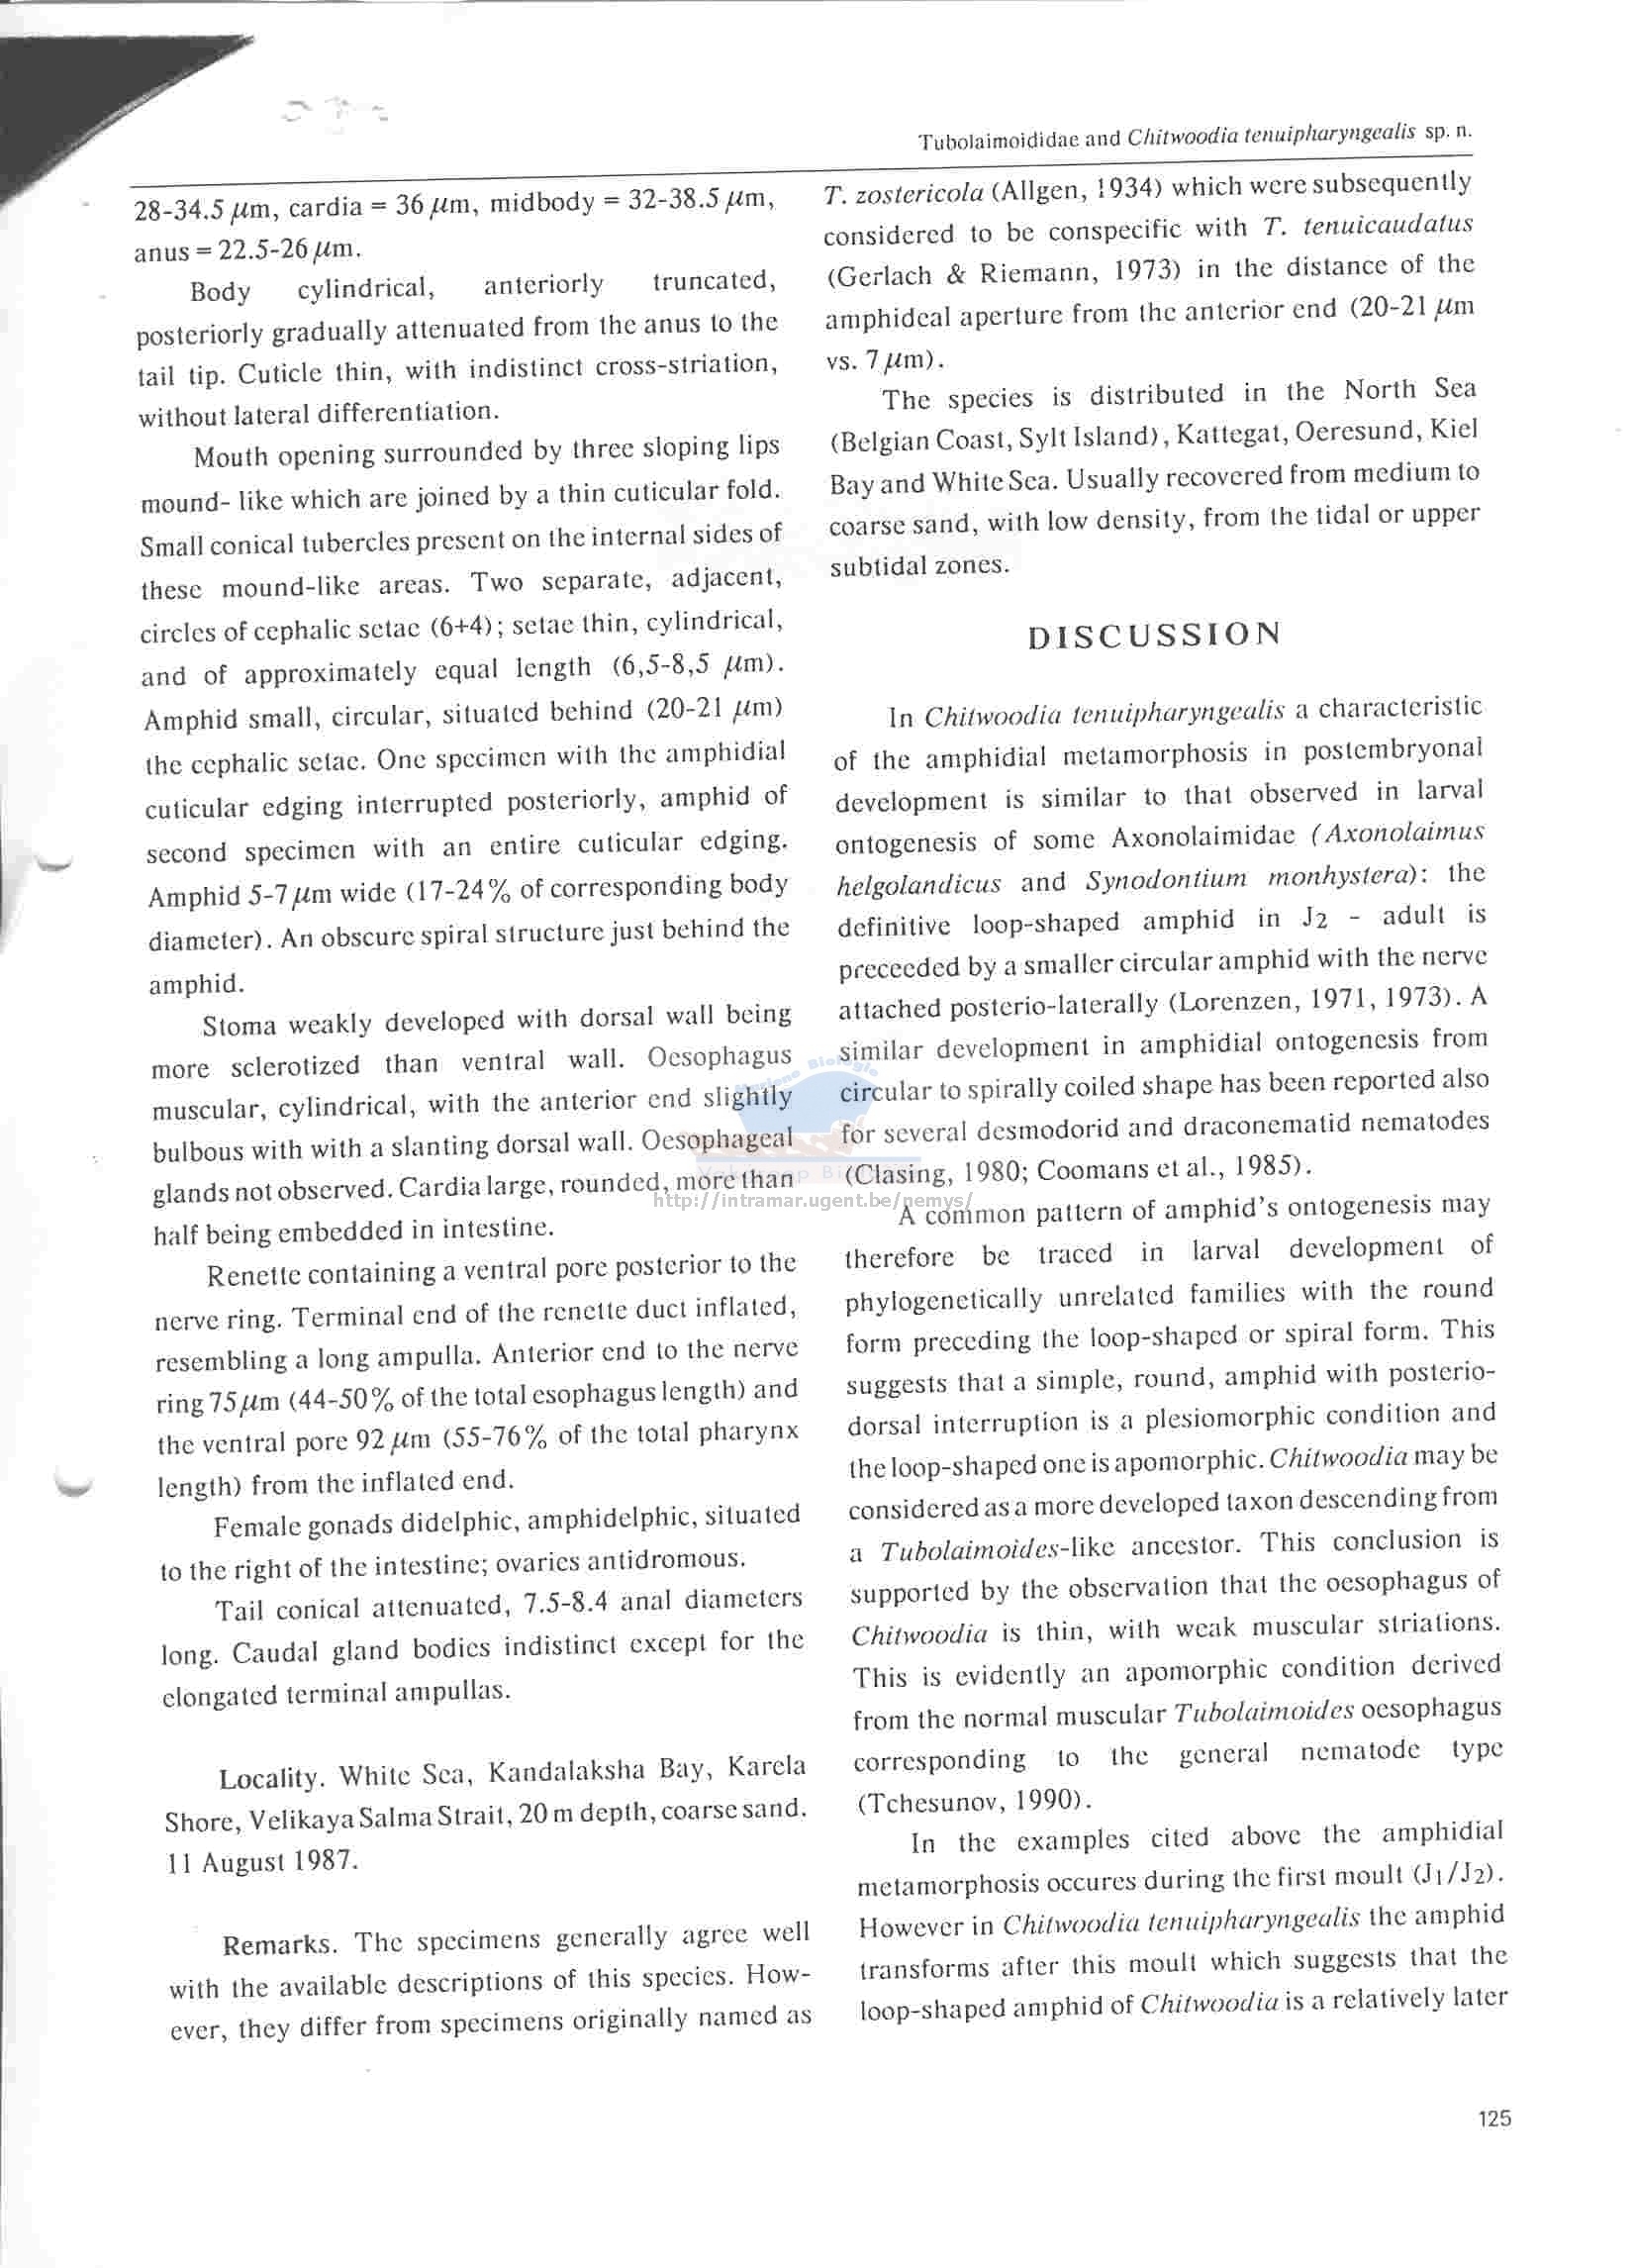 Tubolaimoididae and Chitwoodia tenuipharyngealis sp. n.
28-34.5 μm, cardia = 36 μm, midbody = 32-38.5 μm,
anus = 22.5-26 μm.
Body cylindrical, anteriorly truncated,
posteriorly gradually attenuated from the anus to the
tail tip. Cuticle thin, with indistinct cross-striation,
without lateral differentiation.
Mouth opening surrounded by three sloping lips
mound- like which are joined by a thin cuticular fold.
Small conical tubercles present on the internal sides of
these mound-like areas. Two separate, adjacent,
circles of cephalic setae (6+4); setae thin, cylindrical,
and of approximately equal length (6,5-8,5 μm).
Amphid small, circular, situated behind (20-21 μm)
the cephalic setae. One specimen with the amphidial
cuticular edging interrupted posteriorly, amphid of
second specimen with an entire cuticular edging.
Amphid 5-7 μm wide (17-24% of corresponding body
diameter). An obscure spiral structure just behind the
amphid.
Stoma weakly developed with dorsal wall being
more sclerotized than ventral wall. Oesophagus
muscular, cylindrical, with the anterior end slightly
bulbous with with a slanting dorsal wall. Oesophageal
glands not observed. Cardia large, rounded, more than
half being embedded in intestine.
Renette containing a ventral pore posterior to the
nerve ring. Terminal end of the renette duct inflated,
resembling a long ampulla. Anterior end to the nerve
ring 75 μm (44-50% of the total esophagus length) and
the ventral pore 92 μm (55-76% of the total pharynx
length) from the inflated end.
Female gonads didelphic, amphidelphic, situated
to the right of the intestine; ovaries antidromous.
Tail conical attenuated, 7.5-8.4 anal diameters
long. Caudal gland bodies indistinct except for the
elongated terminal ampullas.
Locality. White Sea, Kandalaksha Bay, Karela
Shore, Velikaya Salma Strait, 20 m depth, coarse sand.
11 August 1987.
Remarks. The specimens generally agree well
with the available descriptions of this species. How-
ever, they differ from specimens originally named as
T. zostericola (Allgen, 1934) which were subsequently
considered to be conspecific with T. tenuicaudatus
(Gerlach & Riemann, 1973) in the distance of the
amphideal aperture from the anterior end (20-21 μm
vs. 7 μm).
The species is distributed in the North Sea
(Belgian Coast, Sylt Island), Kattegat, Oeresund, Kiel
Bay and White Sea. Usually recovered from medium to
coarse sand, with low density, from the tidal or upper
subtidal zones.
DISCUSSION
In Chitwoodia tenuipharyngealis a characteristic
of the amphidial metamorphosis in postembryonal
development is similar to that observed in larval
ontogenesis of some Axonolaimidae (Axonolaimus
helgolandicus and Synodontium monhystera): the
definitive loop-shaped amphid in J2 - adult is
preceeded by a smaller circular amphid with the nerve
attached posterio-laterally (Lorenzen, 1971, 1973). A
similar development in amphidial ontogenesis from
circular to spirally coiled shape has been reported also
for several desmodorid and draconematid nematodes
(Clasing, 1980; Coomans et al., 1985).
A common pattern of amphid's ontogenesis may
therefore be traced in larval development of
phylogenetically unrelated families with the round
form preceding the loop-shaped or spiral form. This
suggests that a simple, round, amphid with posterio-
dorsal interruption is a plesiomorphic condition and
the loop-shaped one is apomorphic. Chitwoodia may be
considered as a more developed taxon descending from
a Tubolaimoides-like ancestor. This conclusion is
supported by the observation that the oesophagus of
Chitwoodia is thin, with weak muscular striations.
This is evidently an apomorphic condition derived
from the normal muscular Tubolaimoides oesophagus
corresponding to the general nematode type
(Tchesunov, 1990).
In the examples cited above the amphidial
metamorphosis occures during the first moult (J1/J2).
However in Chitwoodia tenuipharyngealis the amphid
transforms after this moult which suggests that the
loop-shaped amphid of Chitwoodia is a relatively later
http://intramar.ugent.be/nemys/
125